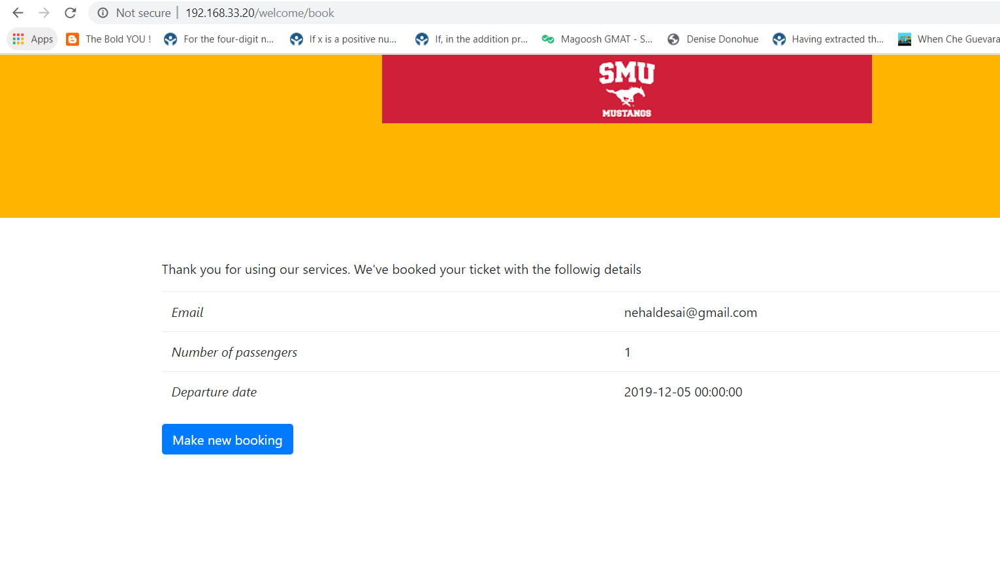 Not secure | 192.168.33.20/welcome/book
Apps The Bold YOU ! For the four-digit n... If x is a positive nu... If, in the addition pr... Magoosh GMAT - S... Denise Donohue Having extracted th... When Che Guevara
SMU
MUSTANGS
Thank you for using our services. We've booked your ticket with the followig details
Email nehaldesai@gmail.com
Number of passengers 1
Departure date 2019-12-05 00:00:00
Make new booking